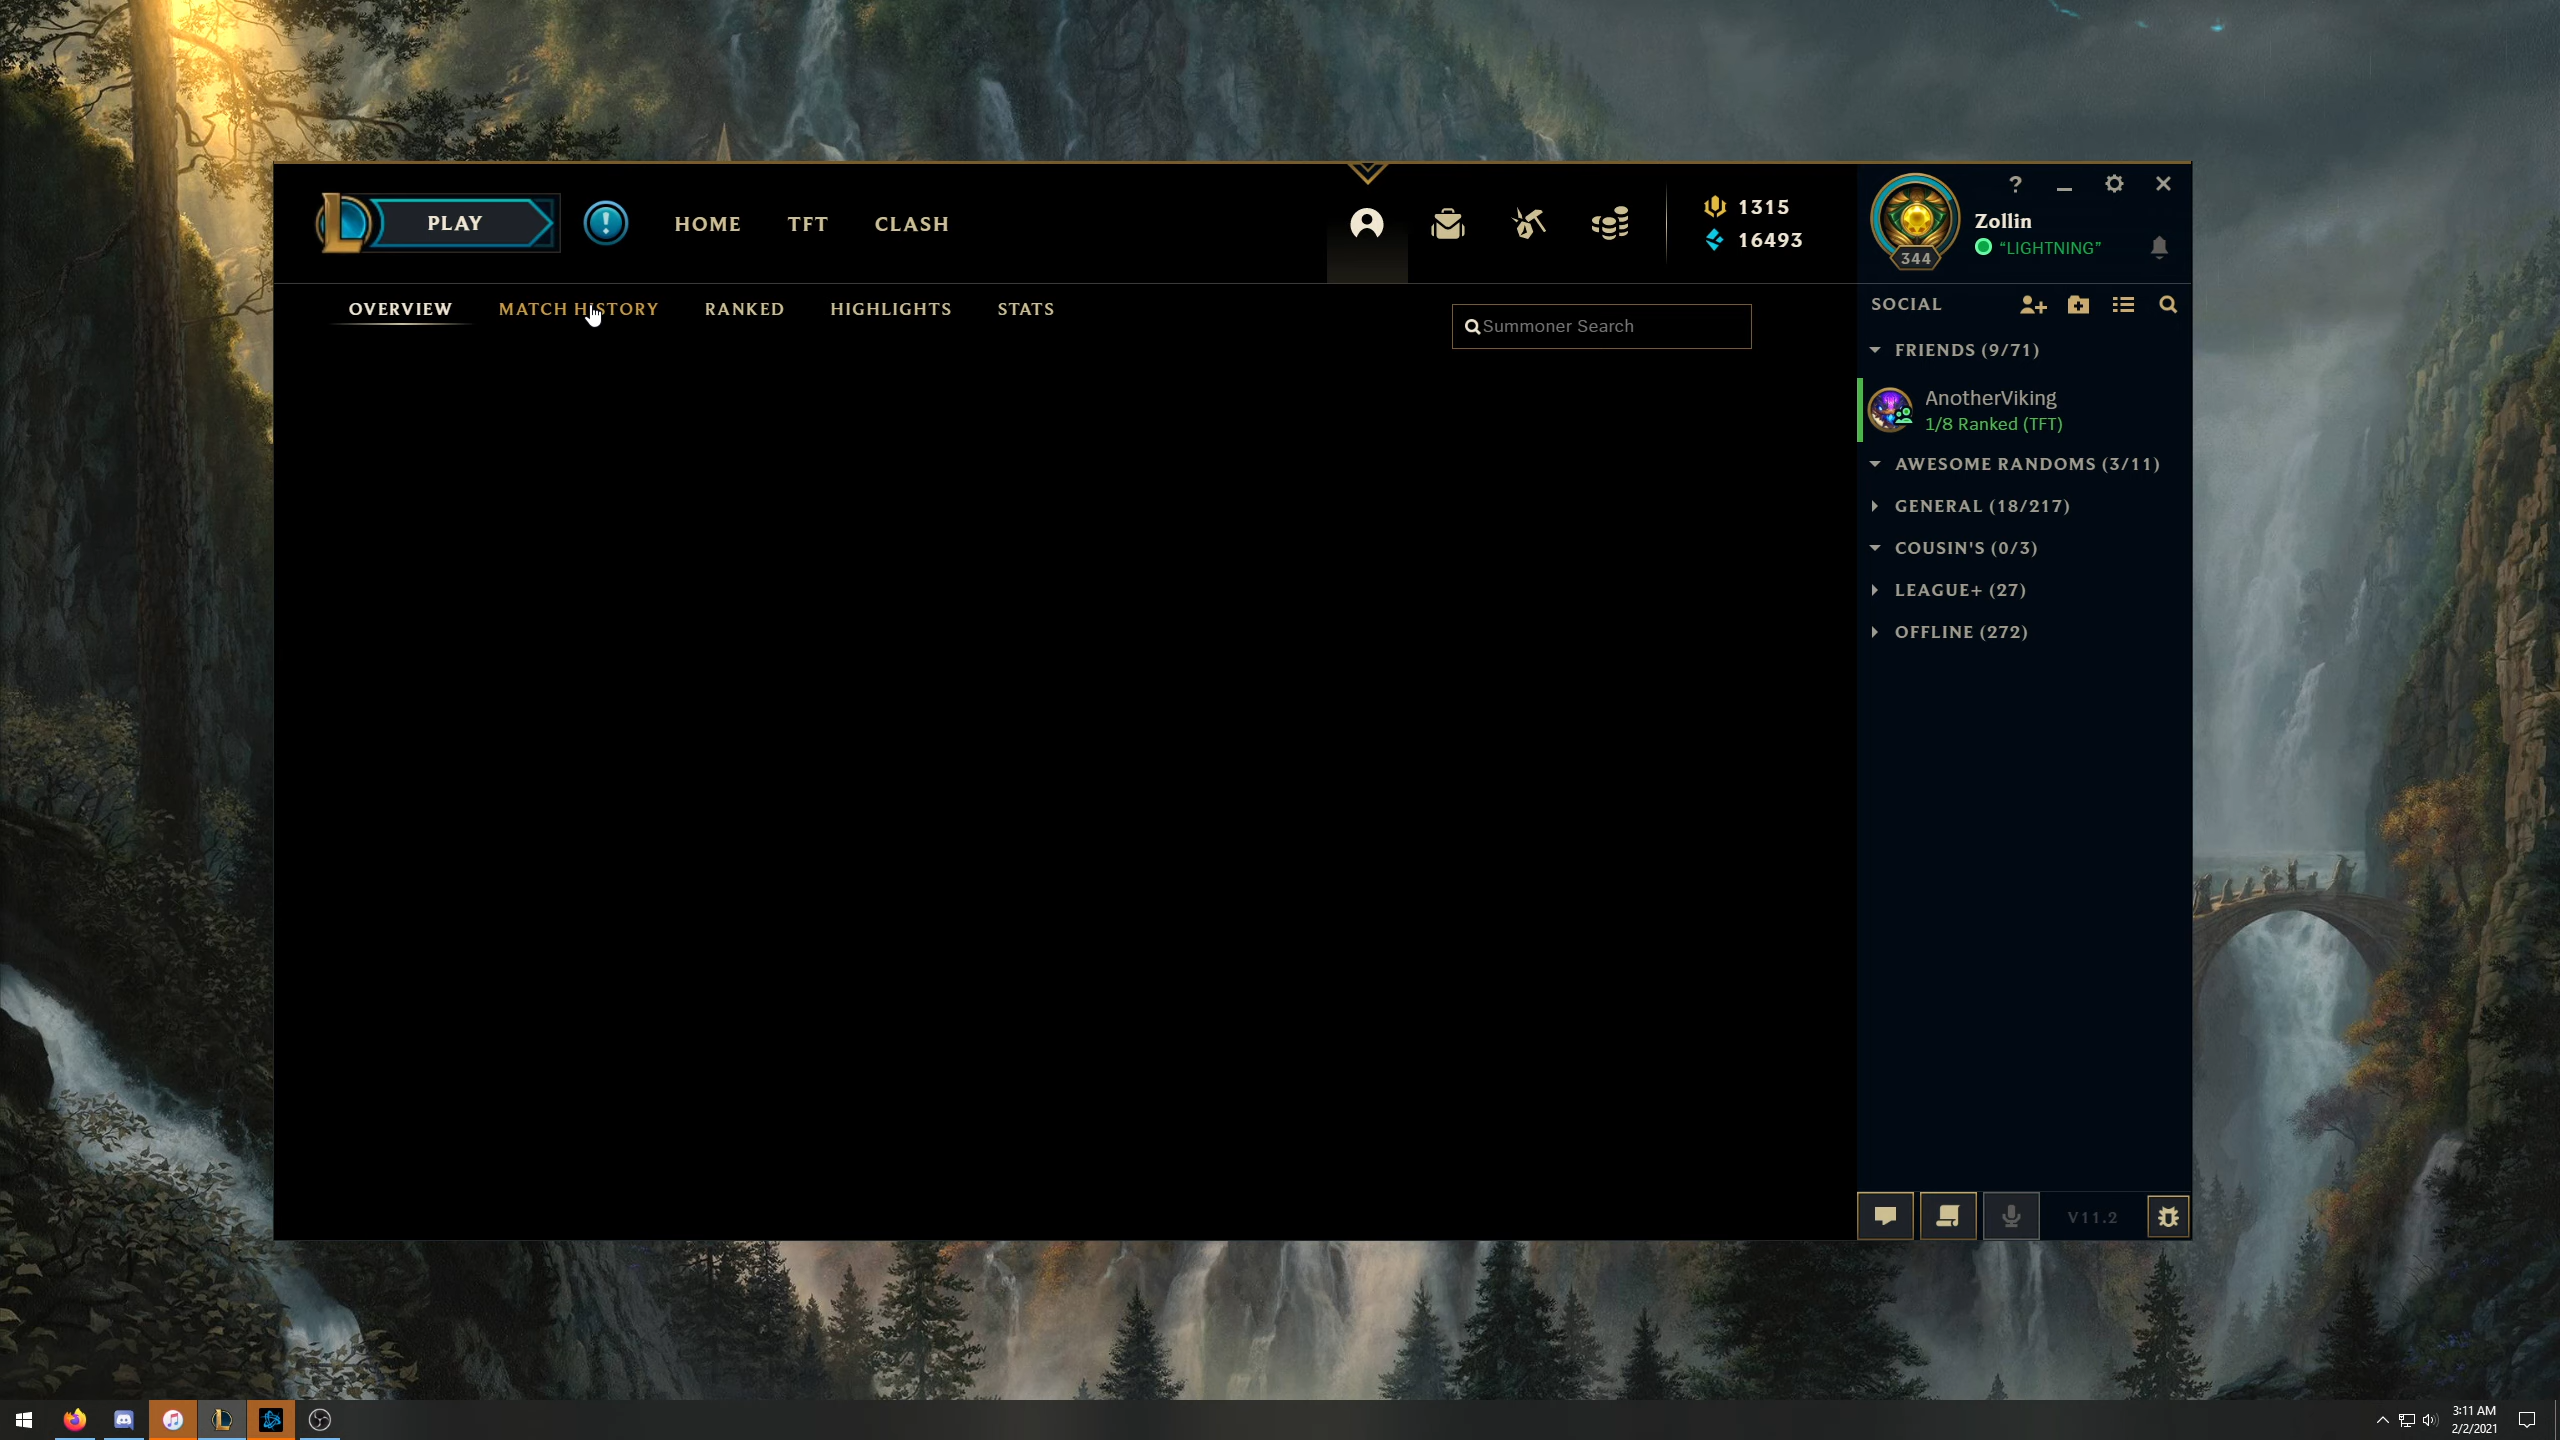 PLAY
HOME
TFT
CLASH
1315
16493
344
Zollin
“LIGHTNING”
OVERVIEW
MATCH HISTORY
RANKED
HIGHLIGHTS
STATS
Summoner Search
SOCIAL
FRIENDS (9/71)
AnotherViking
1/8 Ranked (TFT)
AWESOME RANDOMS (3/11)
GENERAL (18/217)
COUSIN'S (0/3)
LEAGUE+ (27)
OFFLINE (272)
V11.2
3:11 AM
2/2/2021